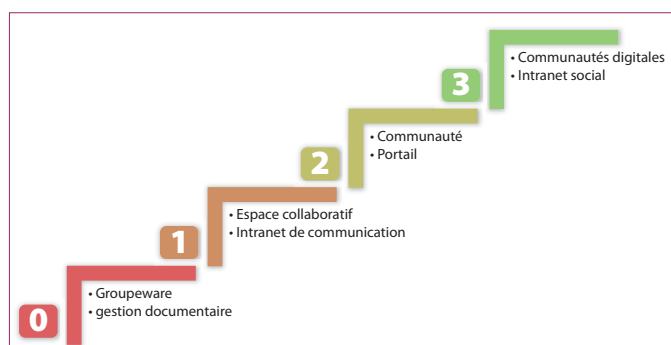 3
• Communautés digitales
• Intranet social
2
• Communauté
• Portail
1
• Espace collaboratif
• Intranet de communication
0
• Groupeware
• gestion documentaire